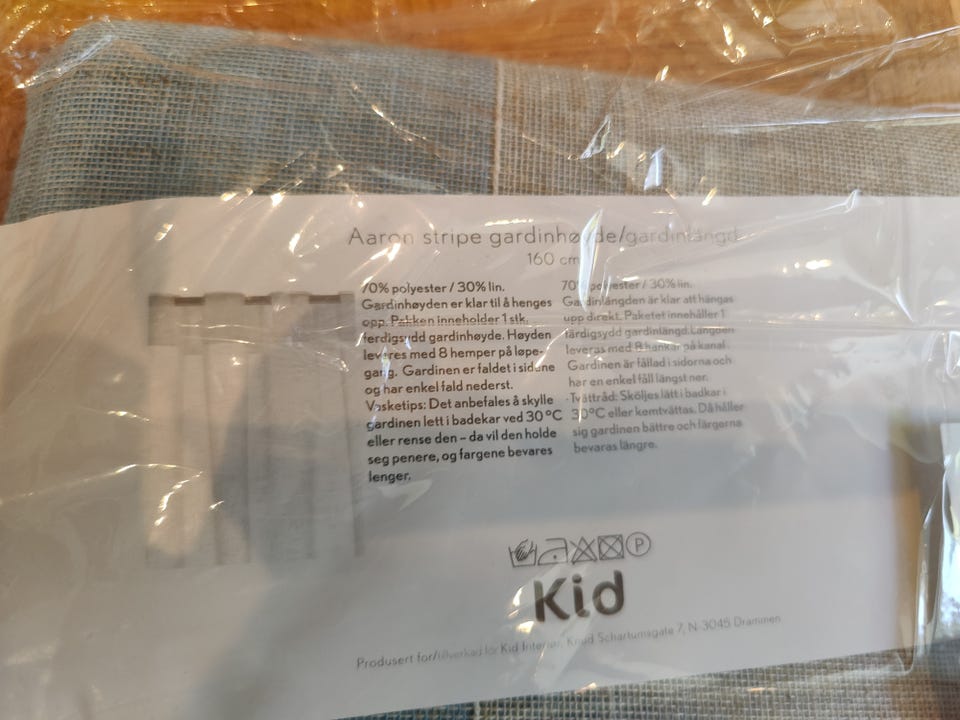 Aaron stripe gardinhøyde/gardinlängd
160 cm
70% polyester / 30% lin.
Gardinhøyden er klar til å henges
opp. Pakken inneholder 1 stk.
ferdigsydd gardinhøyde. Høyden
leveres med 8 hemper på løpe-
gang. Gardinen er faldet i sidene
og har enkel fald nederst.
Vasketips: Det anbefales å skylle
gardinen lett i badekar ved 30°C
eller rense den – da vil den holde
seg penere, og fargene bevares
lenger.
70% polyester / 30% lin.
Gardinlängden är klar att hängas
upp direkt. Paketet innehåller 1
färdigsydd gardinlängd. Längden
leveras med 8 hankar på kanal.
Gardinen är fållad i sidorna och
har en enkel fåll längst ner.
Tvättråd: Sköljes lätt i badkar i
30°C eller kemtvättas. Då håller
sig gardinen bättre och färgerna
bevaras längre.
P
Kid
Produsert for/tillverkad för Kid Interiør, Knud Schartumsgate 7, N-3045 Drammen